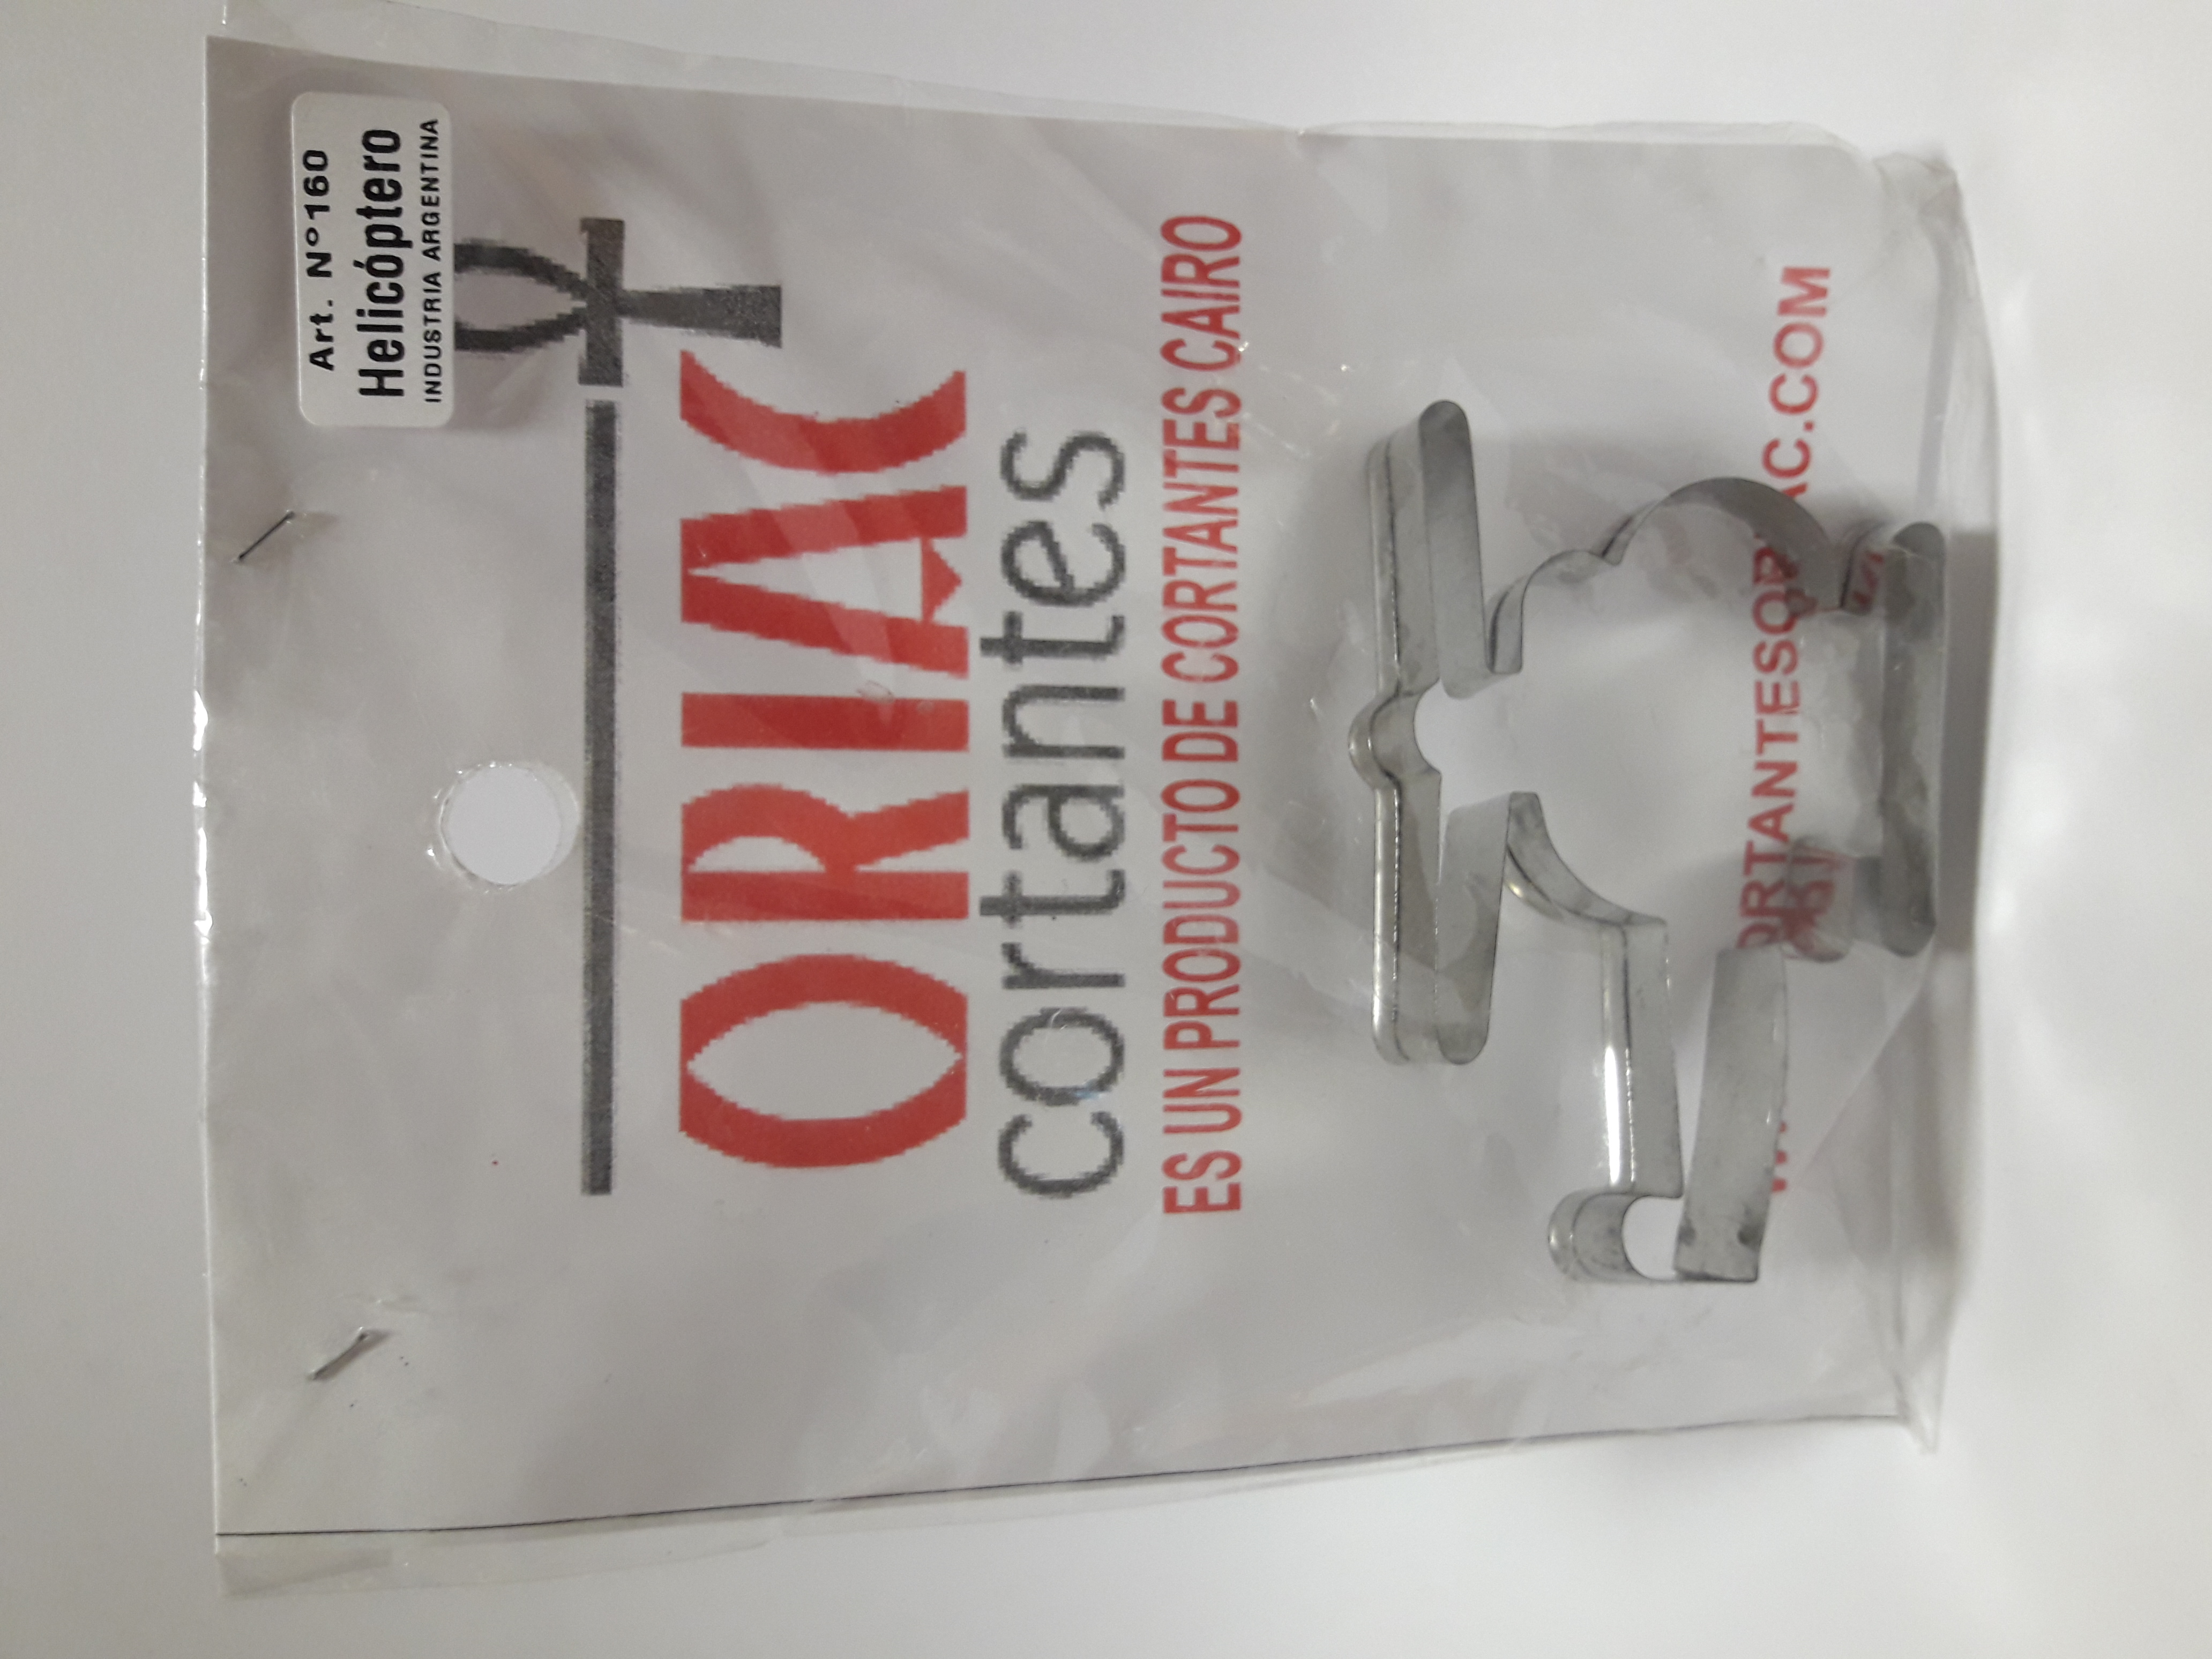 Art. N° 160
Helicóptero
INDUSTRIA ARGENTINA
ORIAC
cortantes
ES UN PRODUCTO DE CORTANTES CAIRO